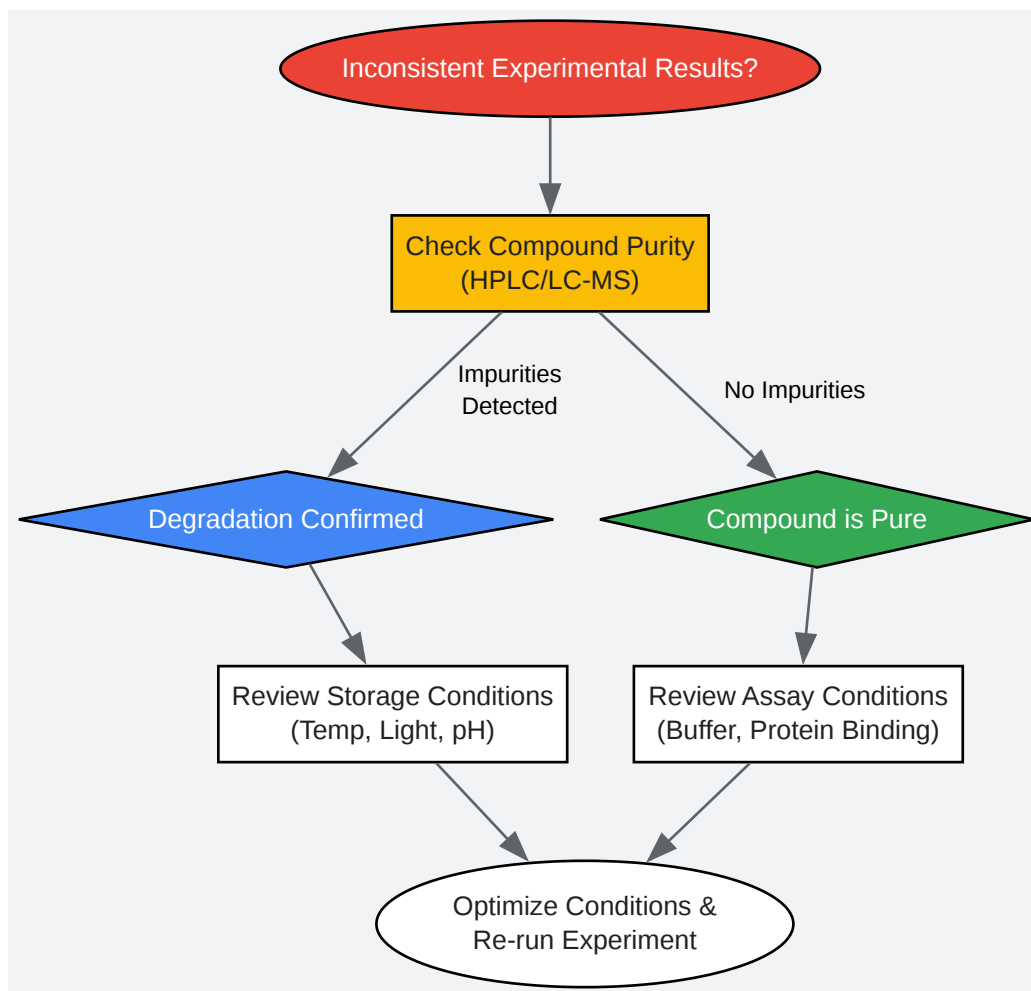 Inconsistent Experimental Results?
Check Compound Purity
(HPLC/LC-MS)
Impurities
Detected
No Impurities
Degradation Confirmed
Compound is Pure
Review Storage Conditions
(Temp, Light, pH)
Review Assay Conditions
(Buffer, Protein Binding)
Optimize Conditions &
Re-run Experiment